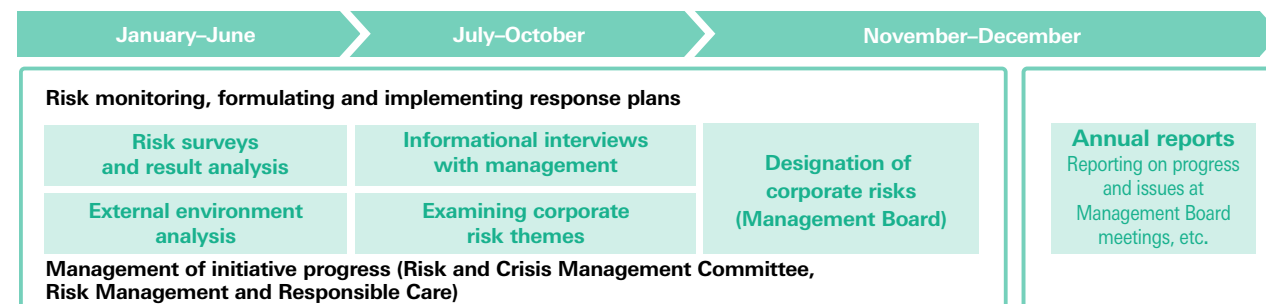 January–June
July–October
November–December
Risk monitoring, formulating and implementing response plans
Risk surveys
and result analysis
Informational interviews
with management
External environment
analysis
Examining corporate
risk themes
Designation of
corporate risks
(Management Board)
Management of initiative progress (Risk and Crisis Management Committee,
Risk Management and Responsible Care)
Annual reports
Reporting on progress
and issues at
Management Board
meetings, etc.